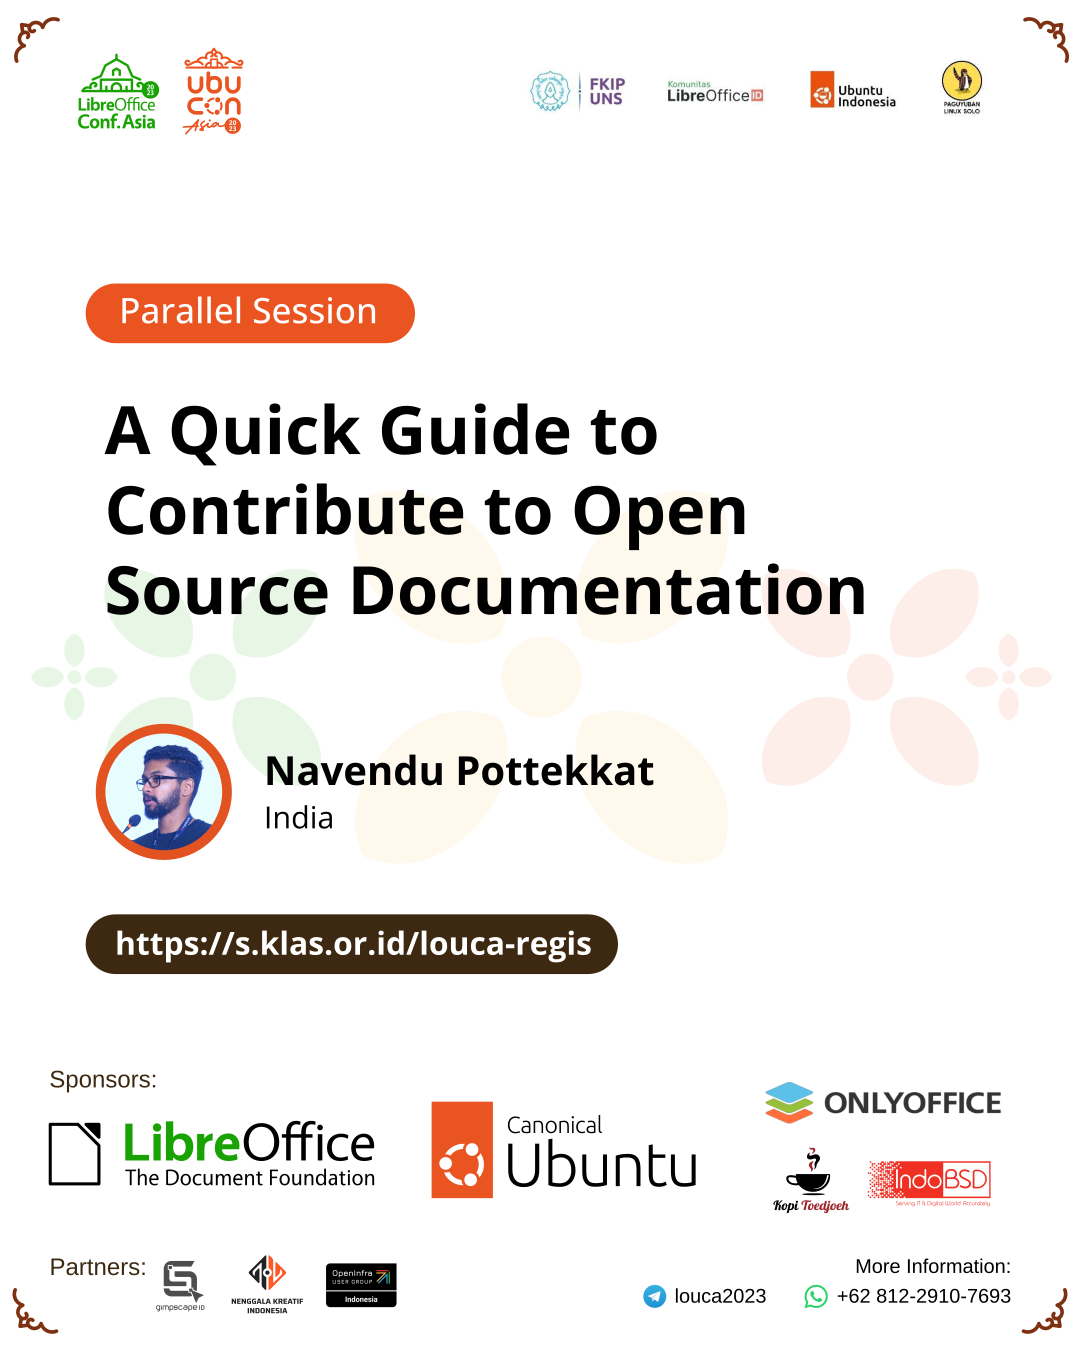 LibreOffice
Conf. Asia
2023
ubu
con
Asia
2023
FKIP
UNS
Komunitas
LibreOffice ID
Ubuntu
Indonesia
PAGUYUBAN
LINUX SOLO
Parallel Session
A Quick Guide to
Contribute to Open
Source Documentation
Navendu Pottekkat
India
https://s.klas.or.id/louca-regis
Sponsors:
LibreOffice
The Document Foundation
Canonical
Ubuntu
ONLYOFFICE
Kopi Toedjoeh
IndoBSD
Serving IT & Digital World Accurately
Partners:
gimpscape ID
NENGGALA KREATIF
INDONESIA
OpenInfra
USER GROUP
Indonesia
More Information:
louca2023
+62 812-2910-7693